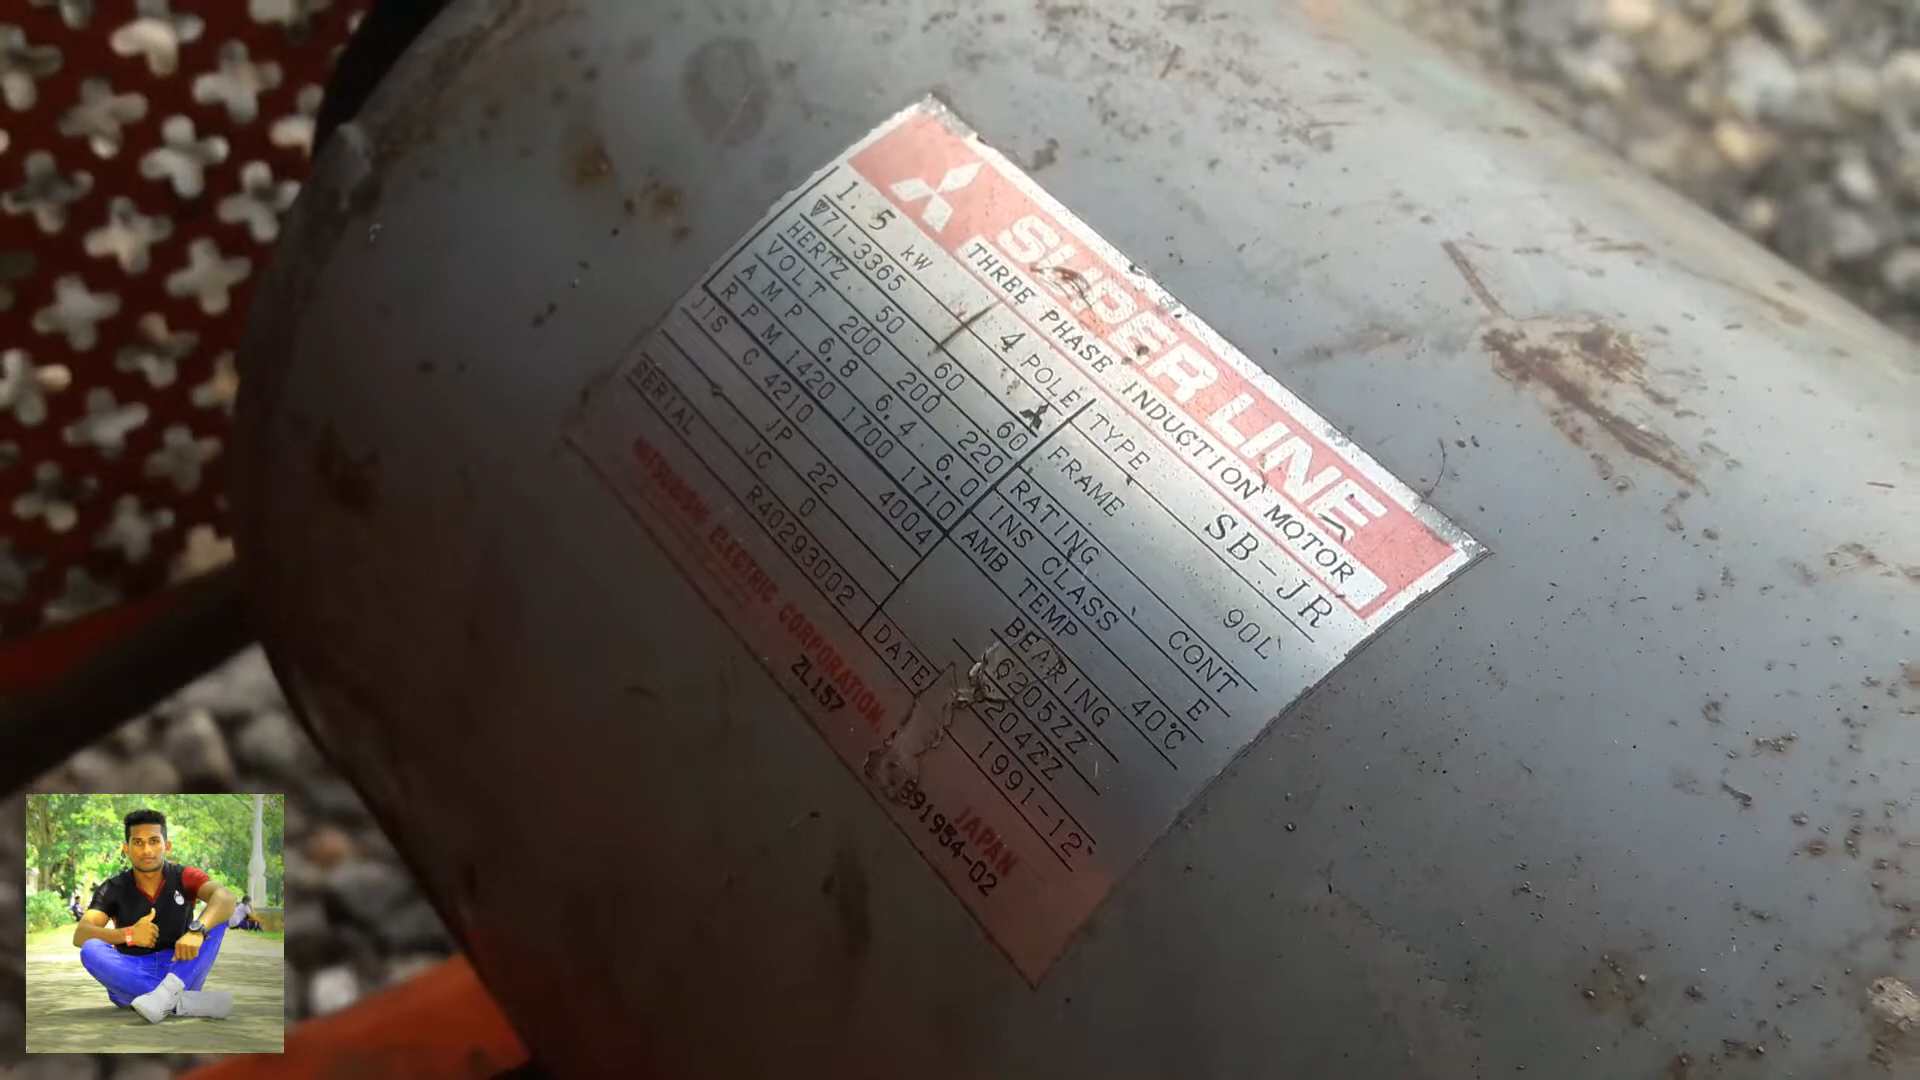 SUPER LINE
THREE PHASE INDUCTION MOTOR
1.5 kW 4 POLE TYPE SB-JR
71-3365 FRAME 90L
HERTZ 50 60 60 RATING CONT
VOLT 200 200 220 INS CLASS E
AMP 6.8 6.4 6.0 AMB TEMP 40℃
RPM 1420 1700 1710
JIS C 4210 4004 BEARING
JP 22 6205ZZ
JC 0 6204ZZ
SERIAL R40293002 DATE 1991-12
MITSUBISHI ELECTRIC CORPORATION JAPAN
ZL157 B91954-02